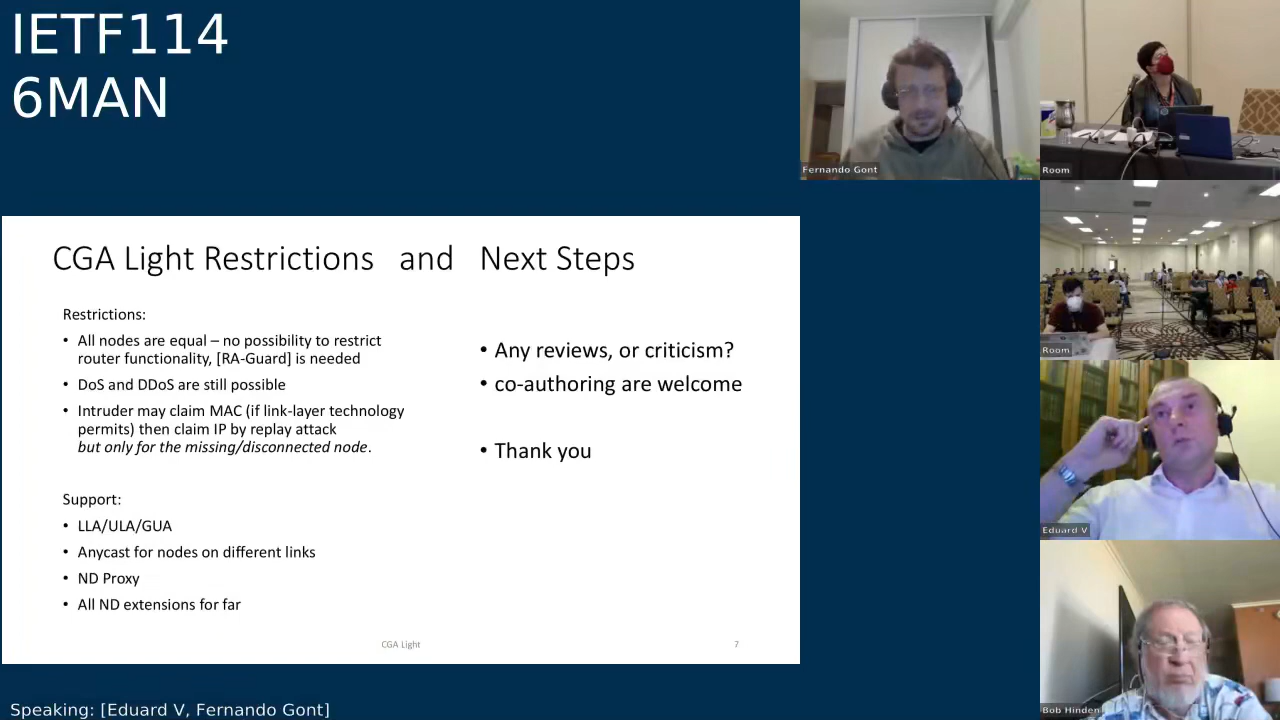 IETF114
6MAN
Fernando Gont
Room
CGA Light Restrictions and Next Steps
Restrictions:
• All nodes are equal – no possibility to restrict
router functionality, [RA-Guard] is needed
• DoS and DDoS are still possible
• Intruder may claim MAC (if link-layer technology
permits) then claim IP by replay attack
but only for the missing/disconnected node.
Support:
• LLA/ULA/GUA
• Anycast for nodes on different links
• ND Proxy
• All ND extensions for far
• Any reviews, or criticism?
• co-authoring are welcome
• Thank you
CGA Light
7
Room
Eduard V
Bob Hinden
Speaking: [Eduard V, Fernando Gont]